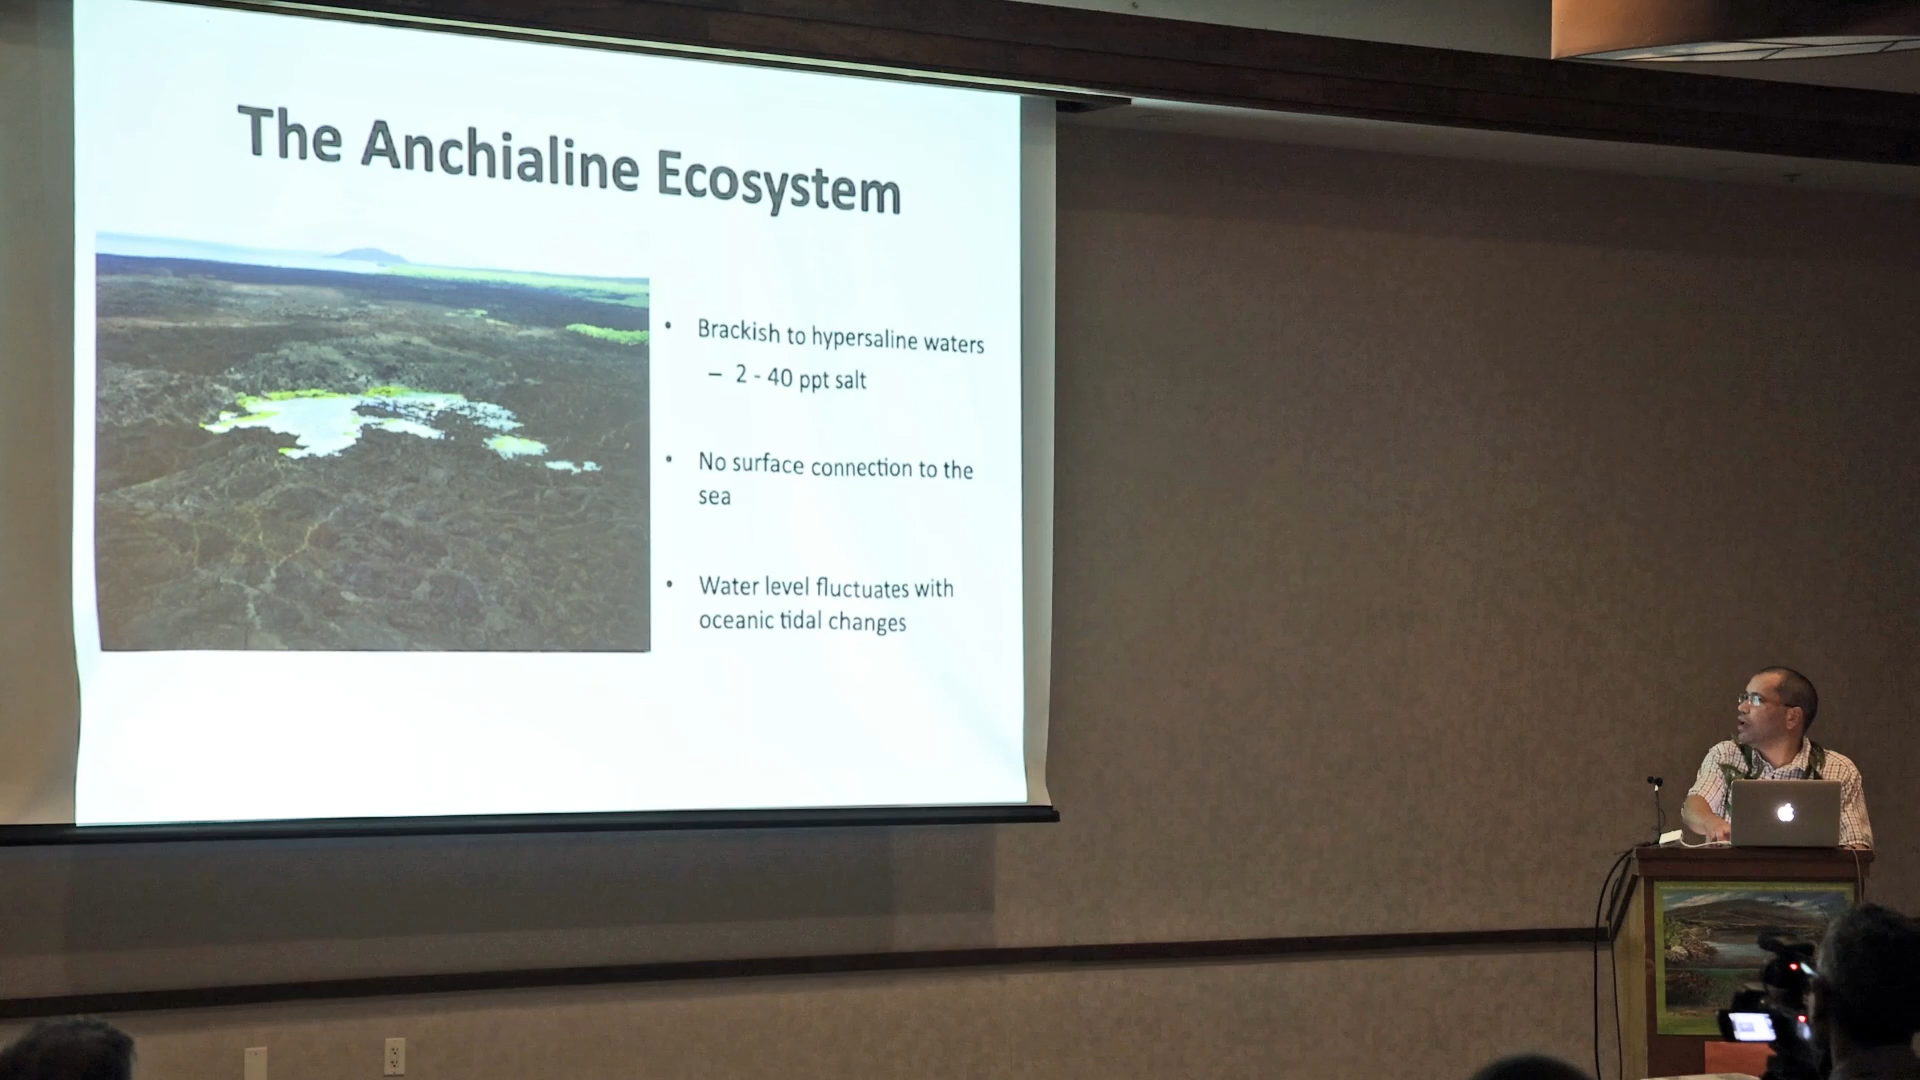 The Anchialine Ecosystem
• Brackish to hypersaline waters
– 2 - 40 ppt salt
• No surface connection to the
sea
• Water level fluctuates with
oceanic tidal changes